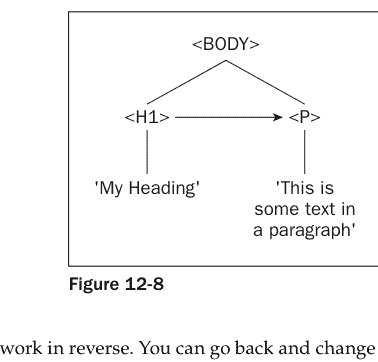 <BODY>
<H1> <P>
'My Heading' 'This is
some text in
a paragraph'
Figure 12-8
work in reverse. You can go back and change